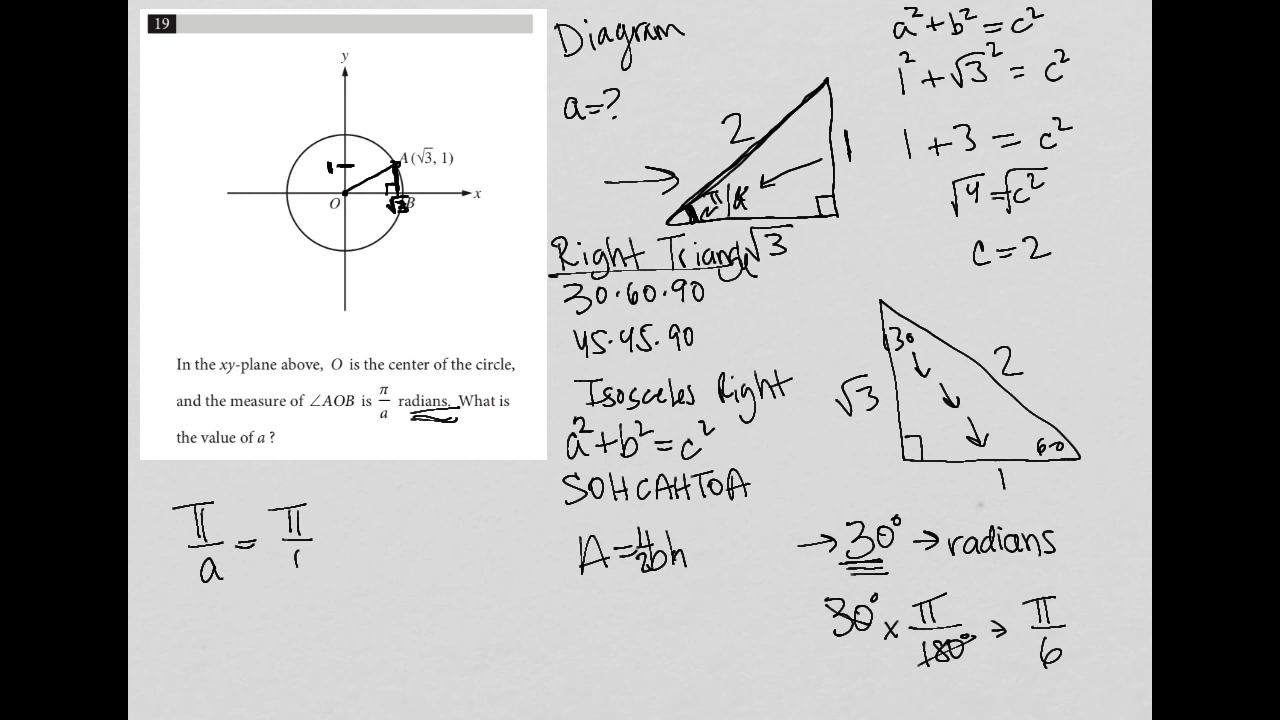 19
y
A (√3, 1)
1
O
B
x
√3
In the xy-plane above, O is the center of the circle,
and the measure of ∠AOB is π/a radians. What is
the value of a ?
π/a = π/
Diagram
a=?
2
1
π/a
√3
Right Triangle
30·60·90
45·45·90
Isosceles Right
a²+b²=c²
SOHCAHTOA
A=1/2bh
a²+b²=c²
1²+√3²=c²
1+3=c²
√4=√c²
c=2
30
2
√3
60
1
→30°→radians
30° x π/180° → π/6